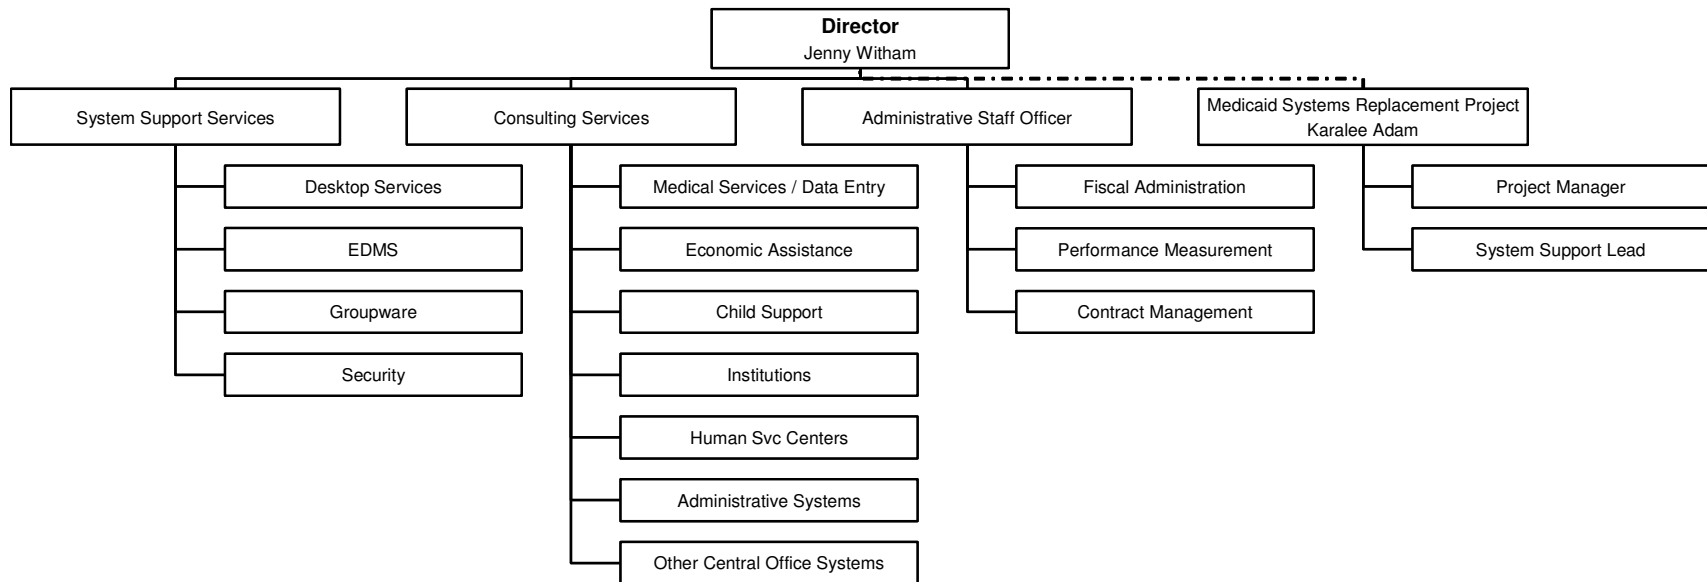 Director
Jenny Witham
System Support Services
Consulting Services
Administrative Staff Officer
Medicaid Systems Replacement Project
Karalee Adam
Desktop Services
EDMS
Groupware
Security
Medical Services / Data Entry
Economic Assistance
Child Support
Institutions
Human Svc Centers
Administrative Systems
Other Central Office Systems
Fiscal Administration
Performance Measurement
Contract Management
Project Manager
System Support Lead